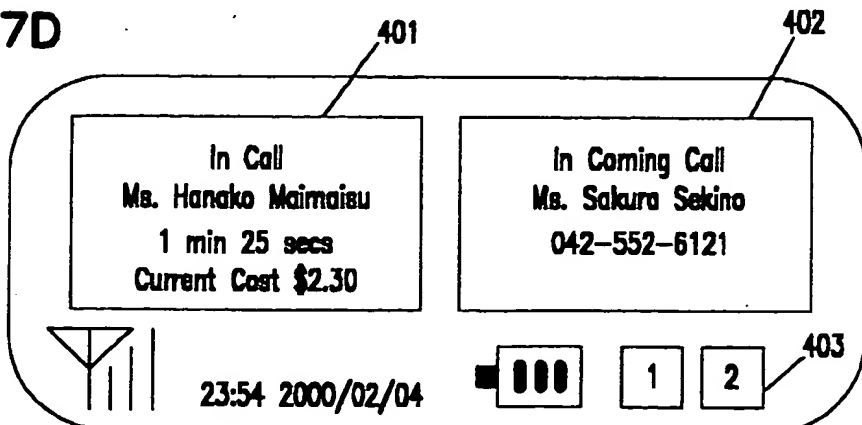 7D
401
402
In Call
Ms. Hanako Maimaisu
1 min 25 secs
Current Cost $2.30
In Coming Call
Ms. Sakura Sekino
042-552-6121
23:54 2000/02/04
1
2
403